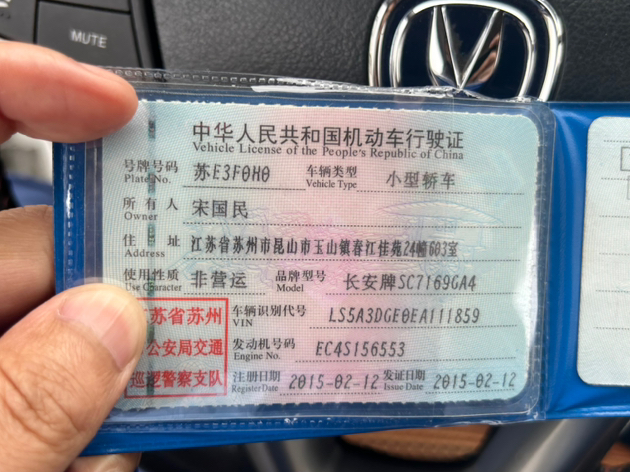 MUTE
中华人民共和国机动车行驶证
Vehicle License of the People's Republic of China
号牌号码 苏E3F0H0 车辆类型 小型轿车
Plate No. Vehicle Type
所有人 宋国民
Owner
住址 江苏省苏州市昆山市玉山镇春江佳苑24幢603室
Address
使用性质 非营运 品牌型号 长安牌SC7169GA4
Use Character Model
苏省苏州 车辆识别代号 LS5A3DGE0EA111859
VIN
公安局交通 发动机号码 EC4S156553
Engine No.
巡逻警察支队 注册日期 2015-02-12 发证日期 2015-02-12
Register Date Issue Date